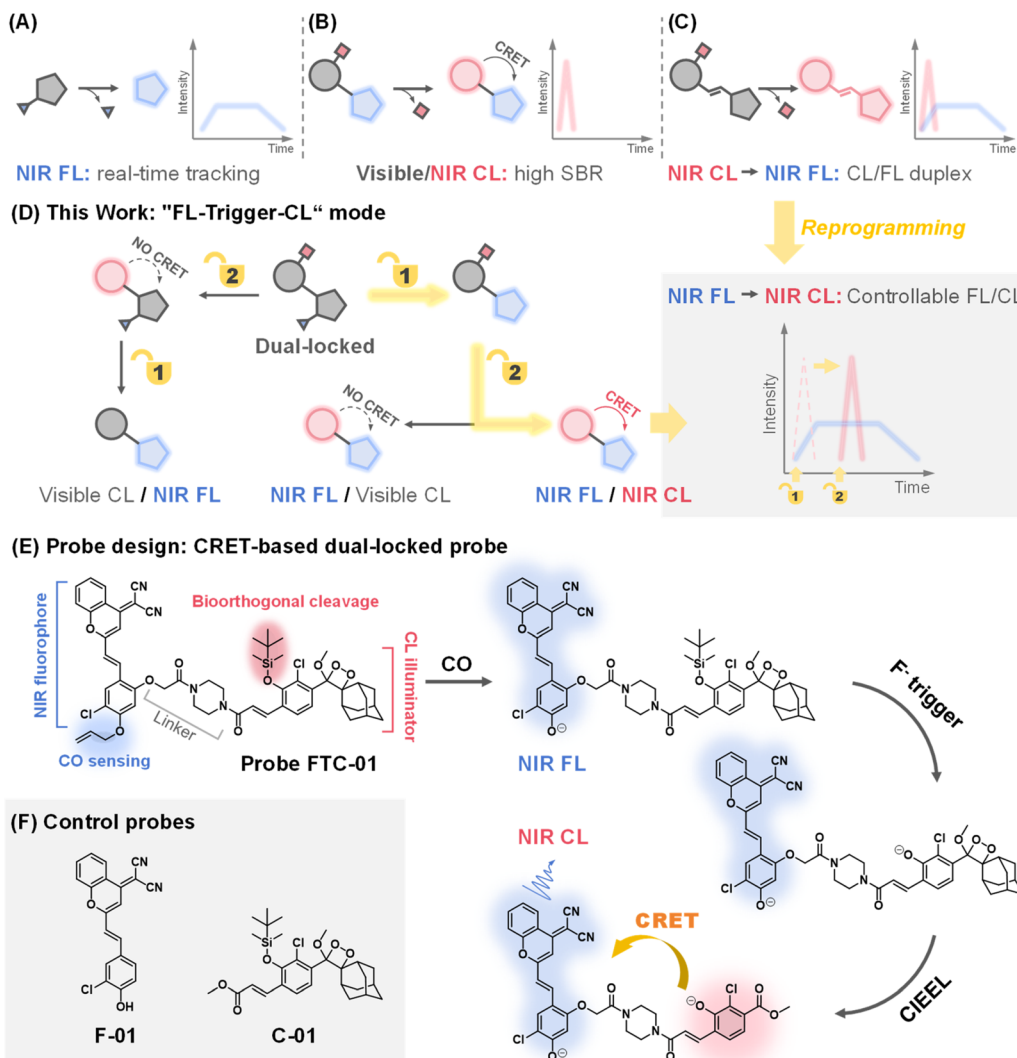 (A)
Intensity
Time
NIR FL: real-time tracking
(B)
CRET
Intensity
Time
Visible/NIR CL: high SBR
(C)
Intensity
Time
NIR CL → NIR FL: CL/FL duplex
(D) This Work: "FL-Trigger-CL“ mode
Reprogramming
NO CRET
2
1
Dual-locked
1
2
NO CRET
CRET
Visible CL / NIR FL
NIR FL / Visible CL
NIR FL / NIR CL
NIR FL → NIR CL: Controllable FL/CL
Intensity
1
2
Time
(E) Probe design: CRET-based dual-locked probe
NIR fluorophore
CN
CN
O
Bioorthogonal cleavage
Si
O
Cl
O
O
O
O
O
N
N
O
Cl
O
Linker
CO sensing
CL illuminator
Probe FTC-01
CO
CN
CN
O
Si
O
Cl
O
O
O
O
O
N
N
O
Cl
O⊖
NIR FL
F- trigger
CN
CN
O
O
O
N
N
O
⊖O
Cl
O
O
O
Cl
O⊖
CIEEL
NIR CL
CN
CN
O
CRET
O
O
N
N
O
⊖O
Cl
O
O
Cl
O⊖
(F) Control probes
CN
CN
O
Cl
OH
F-01
Si
O
Cl
O
O
O
O
O
C-01